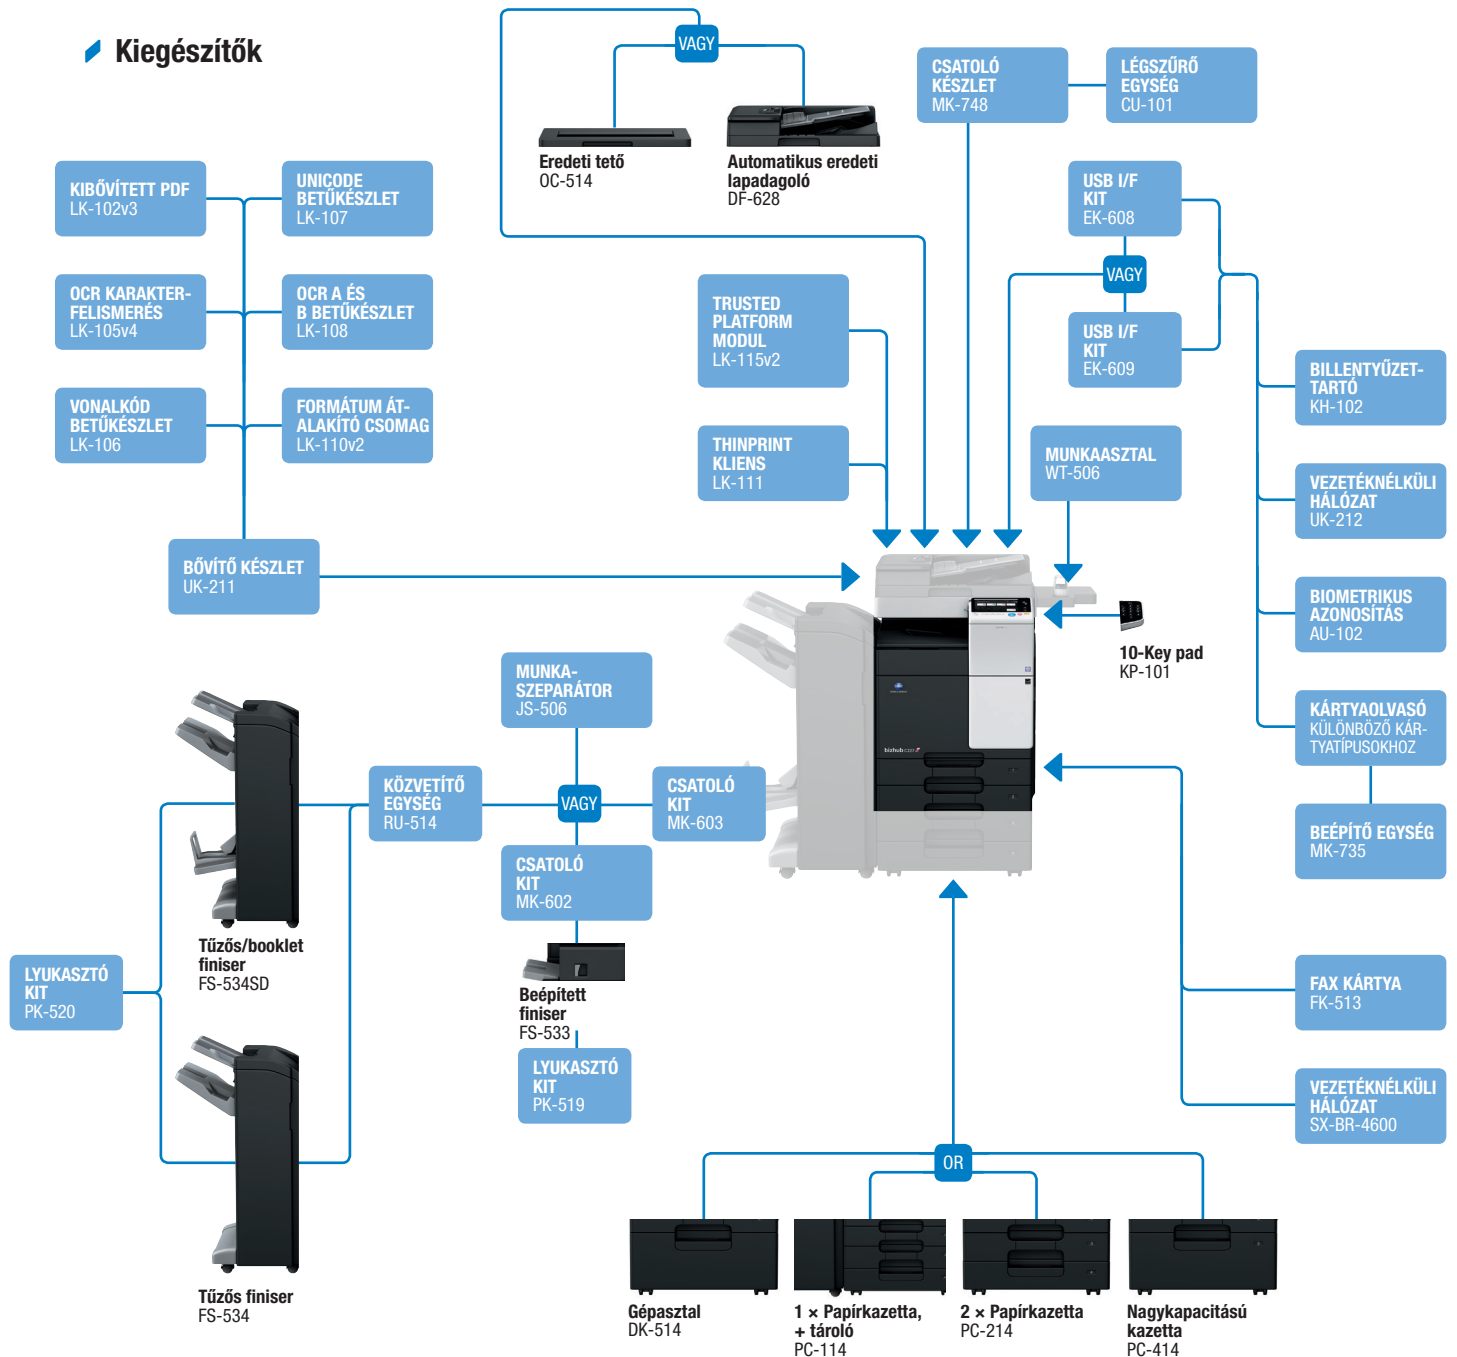 Kiegészítők
VAGY
Eredeti tető
OC-514
Automatikus eredeti
lapadagoló
DF-628
CSATOLÓ
KÉSZLET
MK-748
LÉGSZŰRŐ
EGYSÉG
CU-101
KIBŐVÍTETT PDF
LK-102v3
UNICODE
BETŰKÉSZLET
LK-107
OCR KARAKTER-
FELISMERÉS
LK-105v4
OCR A ÉS
B BETŰKÉSZLET
LK-108
VONALKÓD
BETŰKÉSZLET
LK-106
FORMÁTUM ÁT-
ALAKÍTÓ CSOMAG
LK-110v2
BŐVÍTŐ KÉSZLET
UK-211
TRUSTED
PLATFORM
MODUL
LK-115v2
THINPRINT
KLIENS
LK-111
USB I/F
KIT
EK-608
VAGY
USB I/F
KIT
EK-609
MUNKAASZTAL
WT-506
BILLENTYŰZET-
TARTÓ
KH-102
VEZETÉKNÉLKÜLI
HÁLÓZAT
UK-212
BIOMETRIKUS
AZONOSÍTÁS
AU-102
KÁRTYAOLVASÓ
KÜLÖNBÖZŐ KÁR-
TYATÍPUSOKHOZ
BEÉPÍTŐ EGYSÉG
MK-735
10-Key pad
KP-101
MUNKA-
SZEPARÁTOR
JS-506
KÖZVETÍTŐ
EGYSÉG
RU-514
VAGY
CSATOLÓ
KIT
MK-603
CSATOLÓ
KIT
MK-602
Beépített
finiser
FS-533
LYUKASZTÓ
KIT
PK-519
Tűzős/booklet
finiser
FS-534SD
LYUKASZTÓ
KIT
PK-520
Tűzős finiser
FS-534
bizhub
FAX KÁRTYA
FK-513
VEZETÉKNÉLKÜLI
HÁLÓZAT
SX-BR-4600
OR
Gépasztal
DK-514
1 × Papírkazetta,
+ tároló
PC-114
2 × Papírkazetta
PC-214
Nagykapacitású
kazetta
PC-414